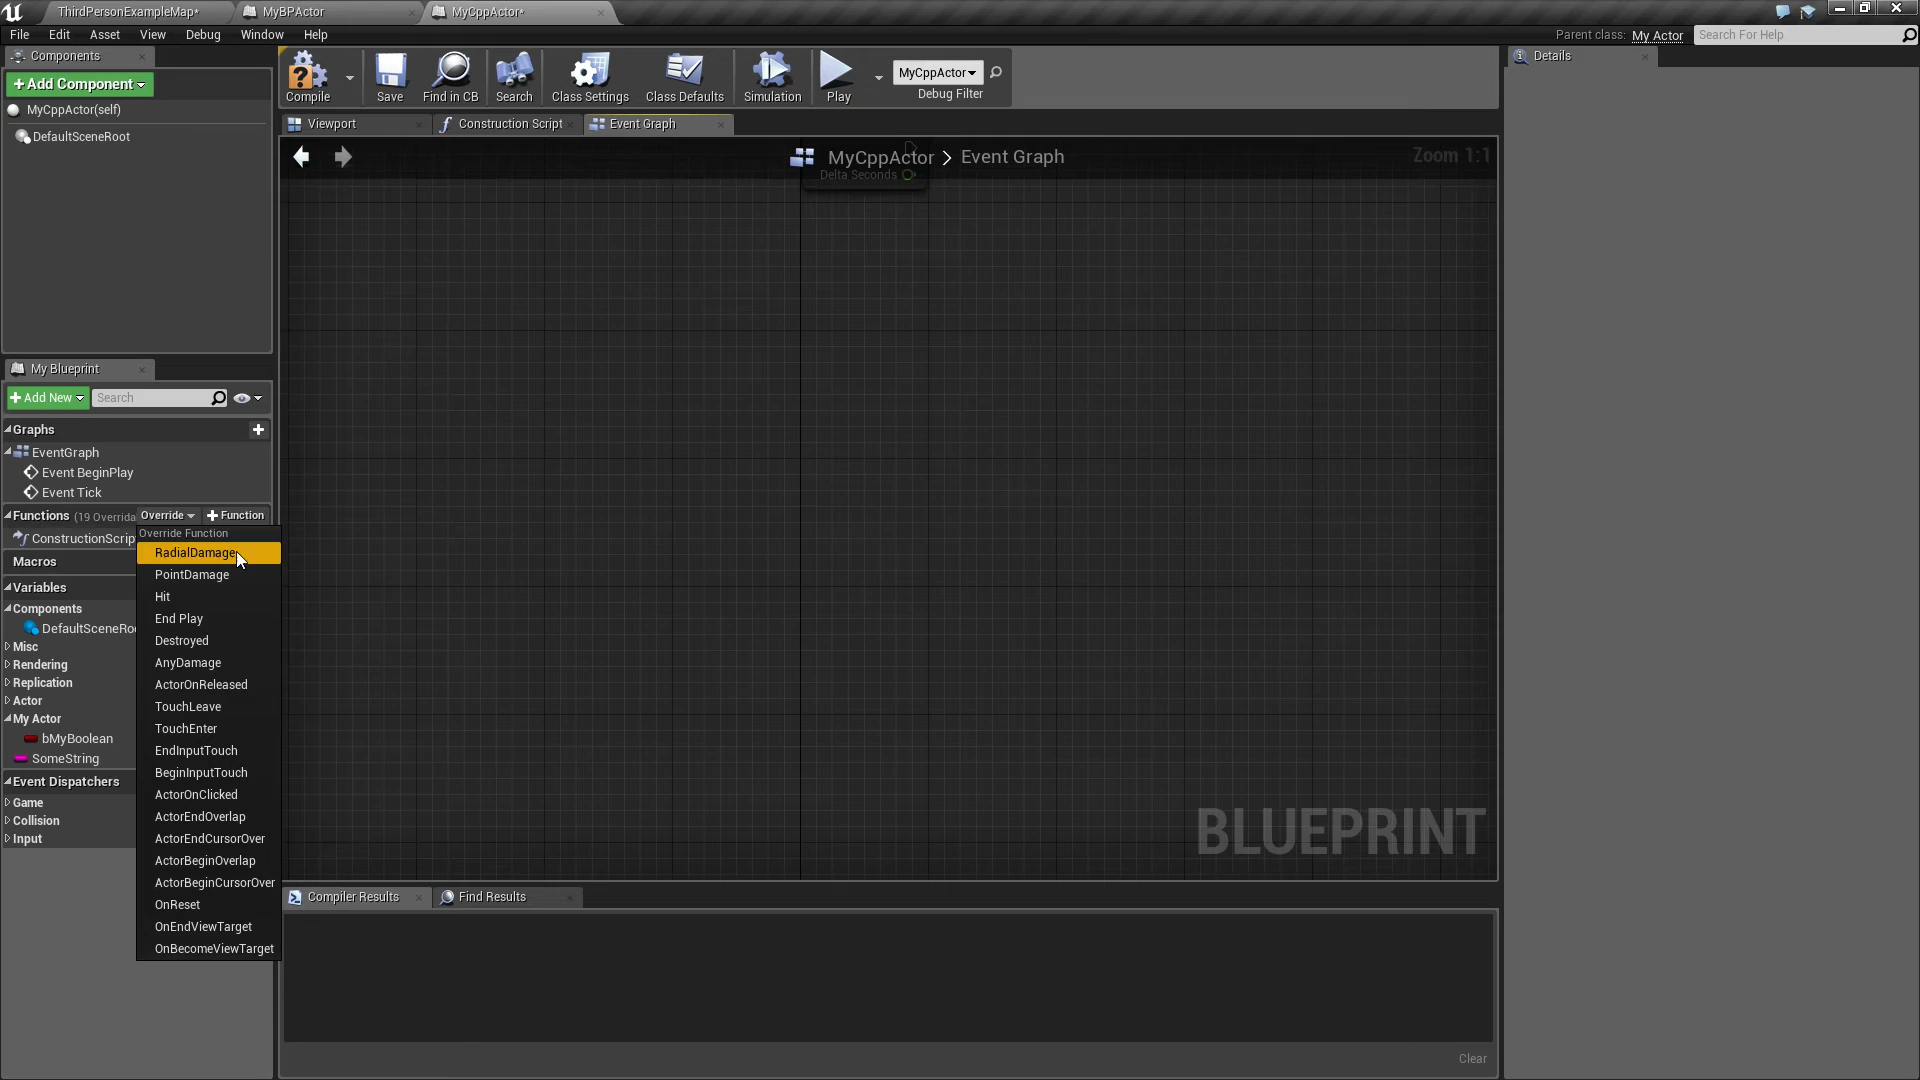 ThirdPersonExampleMap*
MyBPActor
MyCppActor*
File Edit Asset View Debug Window Help
Parent class: My Actor
Search For Help
Components
+ Add Component
MyCppActor(self)
DefaultSceneRoot
Compile
Save
Find in CB
Search
Class Settings
Class Defaults
Simulation
Play
MyCppActor
Debug Filter
Details
Viewport
Construction Script
Event Graph
MyCppActor > Event Graph
Zoom 1:1
Delta Seconds
My Blueprint
+ Add New
Search
Graphs
EventGraph
Event BeginPlay
Event Tick
Functions (19 Overrida
Override
+ Function
ConstructionScrip
Macros
Variables
Components
DefaultSceneRo
Misc
Rendering
Replication
Actor
My Actor
bMyBoolean
SomeString
Event Dispatchers
Game
Collision
Input
Override Function
RadialDamage
PointDamage
Hit
End Play
Destroyed
AnyDamage
ActorOnReleased
TouchLeave
TouchEnter
EndInputTouch
BeginInputTouch
ActorOnClicked
ActorEndOverlap
ActorEndCursorOver
ActorBeginOverlap
ActorBeginCursorOver
OnReset
OnEndViewTarget
OnBecomeViewTarget
BLUEPRINT
Compiler Results
Find Results
Clear